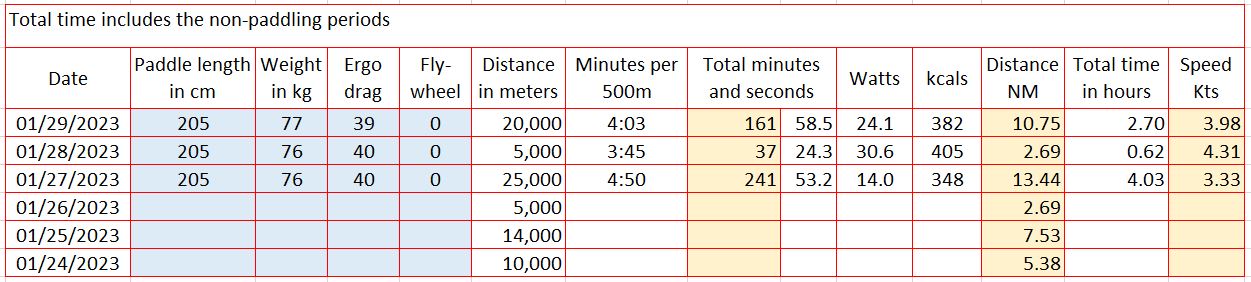 Total time includes the non-paddling periods
Date Paddle length in cm Weight in kg Ergo drag Fly-wheel Distance in meters Minutes per 500m Total minutes and seconds Watts kcals Distance NM Total time in hours Speed Kts
01/29/2023 205 77 39 0 20,000 4:03 161 58.5 24.1 382 10.75 2.70 3.98
01/28/2023 205 76 40 0 5,000 3:45 37 24.3 30.6 405 2.69 0.62 4.31
01/27/2023 205 76 40 0 25,000 4:50 241 53.2 14.0 348 13.44 4.03 3.33
01/26/2023 5,000 2.69
01/25/2023 14,000 7.53
01/24/2023 10,000 5.38